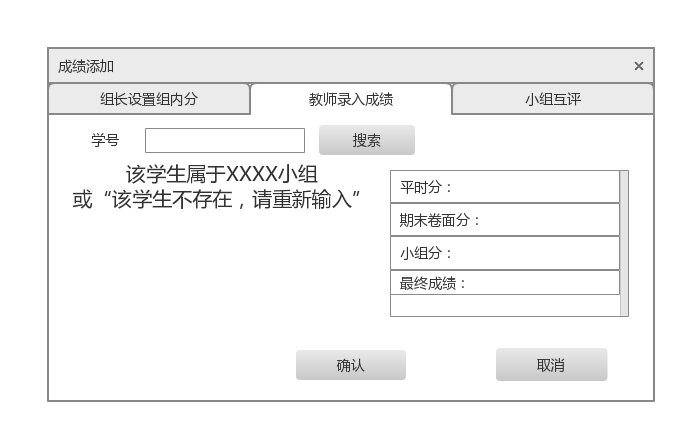 成绩添加
组长设置组内分 教师录入成绩 小组互评
学号 搜索
该学生属于XXXX小组
或“该学生不存在，请重新输入”
平时分：
期末卷面分：
小组分：
最终成绩：
确认 取消